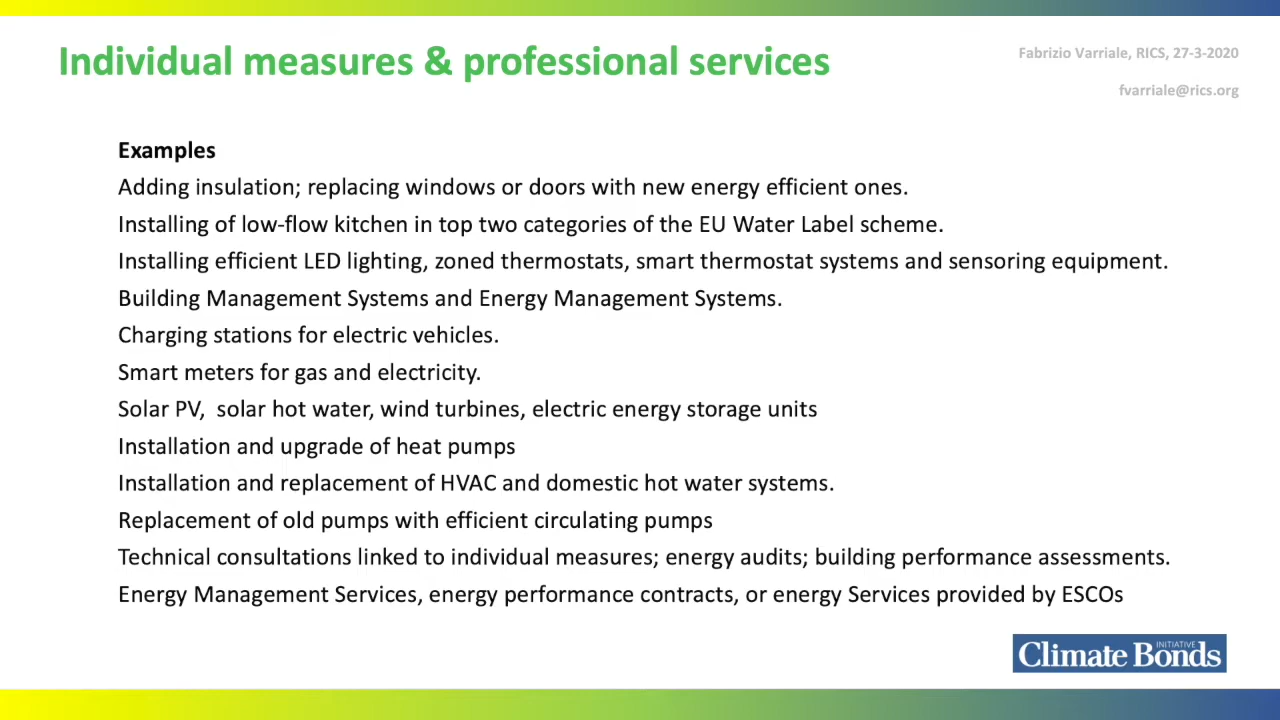 Individual measures & professional services
Fabrizio Varriale, RICS, 27-3-2020
fvarriale@rics.org
Examples
Adding insulation; replacing windows or doors with new energy efficient ones.
Installing of low-flow kitchen in top two categories of the EU Water Label scheme.
Installing efficient LED lighting, zoned thermostats, smart thermostat systems and sensoring equipment.
Building Management Systems and Energy Management Systems.
Charging stations for electric vehicles.
Smart meters for gas and electricity.
Solar PV,  solar hot water, wind turbines, electric energy storage units
Installation and upgrade of heat pumps
Installation and replacement of HVAC and domestic hot water systems.
Replacement of old pumps with efficient circulating pumps
Technical consultations linked to individual measures; energy audits; building performance assessments.
Energy Management Services, energy performance contracts, or energy Services provided by ESCOs
INITIATIVE
Climate Bonds